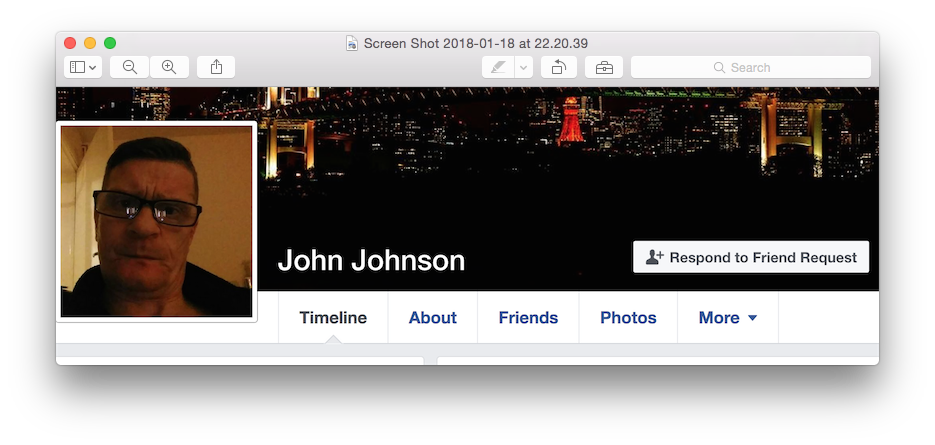 Screen Shot 2018-01-18 at 22.20.39
Search
John Johnson
Respond to Friend Request
Timeline About Friends Photos More